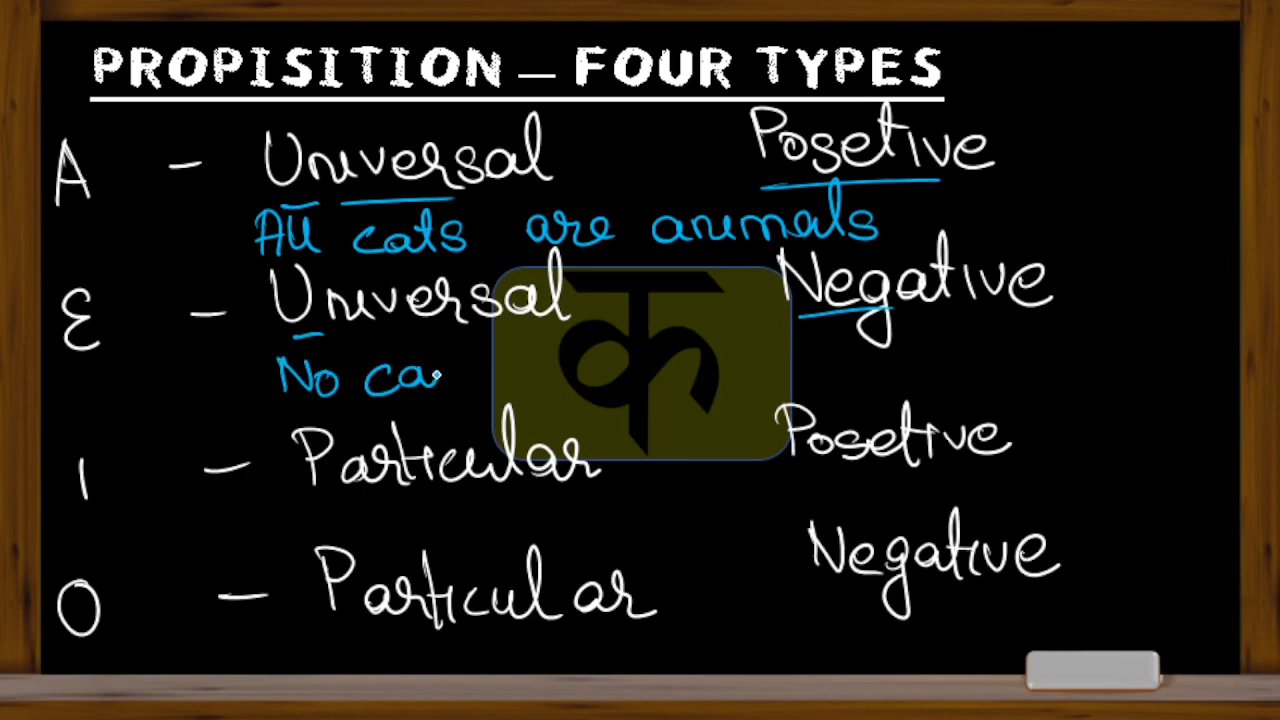 PROPISITION – FOUR TYPES
A – Universal Posetive
All cats are animals
E – Universal Negative
No ca
क
I – Particular Posetive
O – Particular Negative